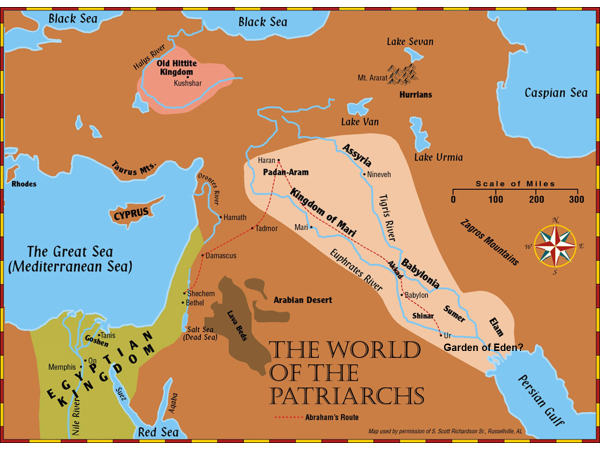 Black Sea
Black Sea
Halys River
Old Hittite
Kingdom
Kushshar
Lake Sevan
Mt. Ararat
Hurrians
Caspian Sea
Lake Van
Lake Urmia
Taurus Mts.
Rhodes
CYPRUS
Orontes River
Haran
Padan-Aram
Assyria
Nineveh
Scale of Miles
0 100 200 300
Hamath
Tadmor
Kingdom of Mari
Mari
Tigris River
Zagros Mountains
N
W E
S
The Great Sea
(Mediterranean Sea)
Damascus
Euphrates River
Akkad
Babylonia
Babylon
Shechem
Bethel
Arabian Desert
Lava Beds
Shinar
Sumer
Elam
Ur
Garden of Eden?
Salt Sea
(Dead Sea)
Tanis
Goshen
On
Memphis
EGYPTIAN
KINGDOM
Nile River
Suez
Aqaba
Red Sea
Persian Gulf
THE WORLD
OF THE
PATRIARCHS
Abraham's Route
Map used by permission of S. Scott Richardson Sr., Russellville, AL